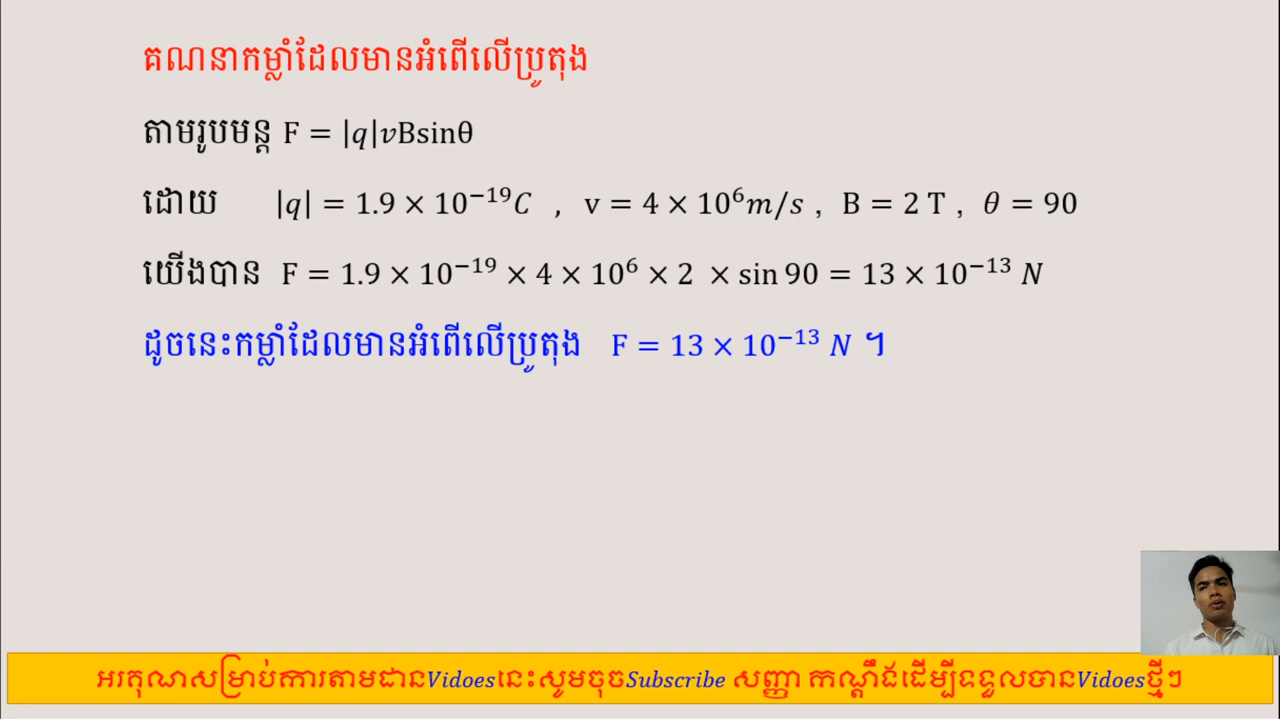 គណនាកម្លាំដែលមានអំពើលើប្រូតុង
តាមរូបមន្ត F = |q|vBsinθ
ដោយ |q| = 1.9 × 10⁻¹⁹C , v = 4 × 10⁶m/s , B = 2 T , θ = 90
យើងបាន F = 1.9 × 10⁻¹⁹ × 4 × 10⁶ × 2 × sin 90 = 13 × 10⁻¹³ N
ដូចនេះកម្លាំដែលមានអំពើលើប្រូតុង F = 13 × 10⁻¹³ N ។
អរគុណសម្រាប់ការតាមដានVidoesនេះសូមចុចSubscribe សញ្ញា កណ្ដឹងដើម្បីទទួលបានVidoesថ្មីៗ